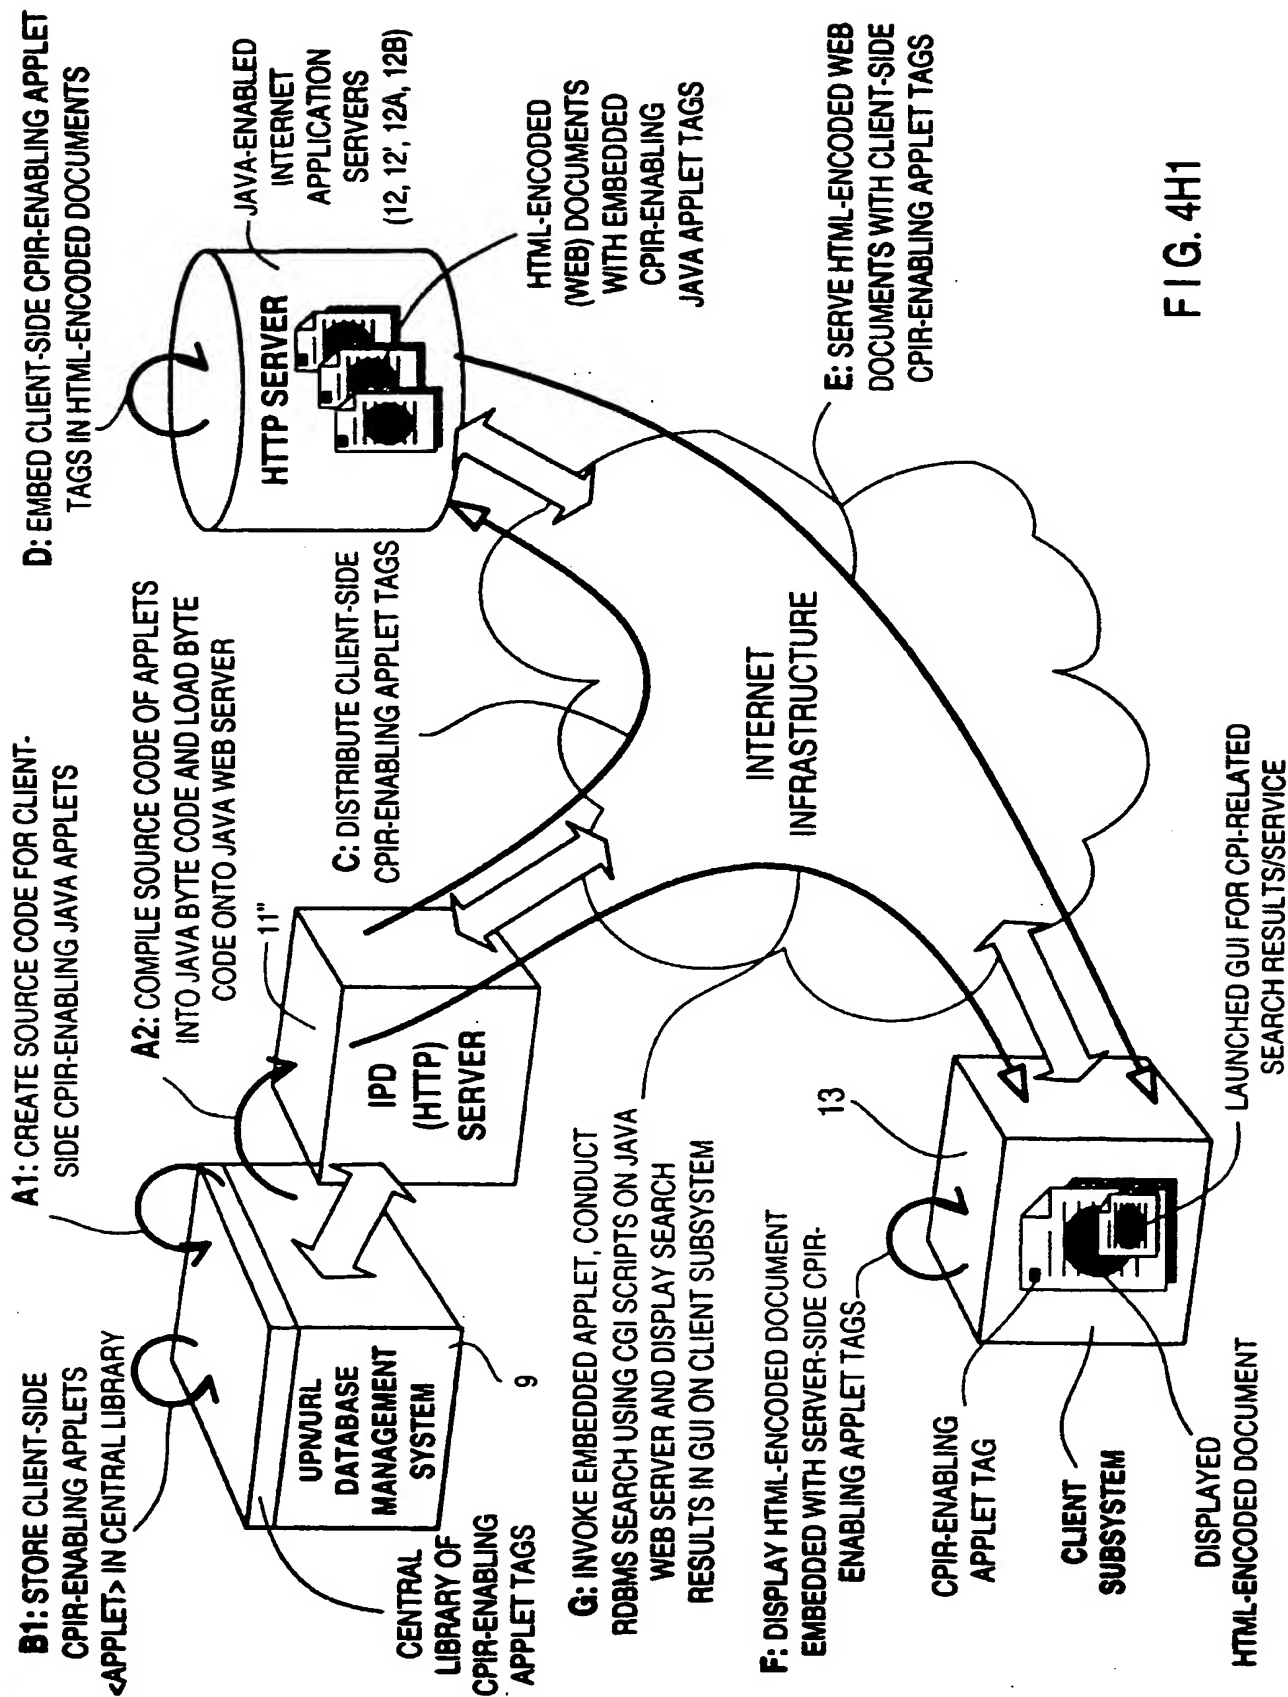 A1: CREATE SOURCE CODE FOR CLIENT-
SIDE CPIR-ENABLING JAVA APPLETS
D: EMBED CLIENT-SIDE CPIR-ENABLING APPLET
TAGS IN HTML-ENCODED DOCUMENTS
B1: STORE CLIENT-SIDE
CPIR-ENABLING APPLETS
<APPLET> IN CENTRAL LIBRARY
A2: COMPILE SOURCE CODE OF APPLETS
INTO JAVA BYTE CODE AND LOAD BYTE
CODE ONTO JAVA WEB SERVER
JAVA-ENABLED
INTERNET
APPLICATION
SERVERS
(12, 12', 12A, 12B)
HTTP SERVER
11"
IPD
(HTTP)
SERVER
UPN/URL
DATABASE
MANAGEMENT
SYSTEM
9
C: DISTRIBUTE CLIENT-SIDE
CPIR-ENABLING APPLET TAGS
HTML-ENCODED
(WEB) DOCUMENTS
WITH EMBEDDED
CPIR-ENABLING
JAVA APPLET TAGS
CENTRAL
LIBRARY OF
CPIR-ENABLING
APPLET TAGS
G: INVOKE EMBEDDED APPLET, CONDUCT
RDBMS SEARCH USING CGI SCRIPTS ON JAVA
WEB SERVER AND DISPLAY SEARCH
RESULTS IN GUI ON CLIENT SUBSYSTEM
INTERNET
INFRASTRUCTURE
E: SERVE HTML-ENCODED WEB
DOCUMENTS WITH CLIENT-SIDE
CPIR-ENABLING APPLET TAGS
F: DISPLAY HTML-ENCODED DOCUMENT
EMBEDDED WITH SERVER-SIDE CPIR-
ENABLING APPLET TAGS
13
CPIR-ENABLING
APPLET TAG
CLIENT
SUBSYSTEM
DISPLAYED
HTML-ENCODED DOCUMENT
LAUNCHED GUI FOR CPI-RELATED
SEARCH RESULTS/SERVICE
FIG. 4H1